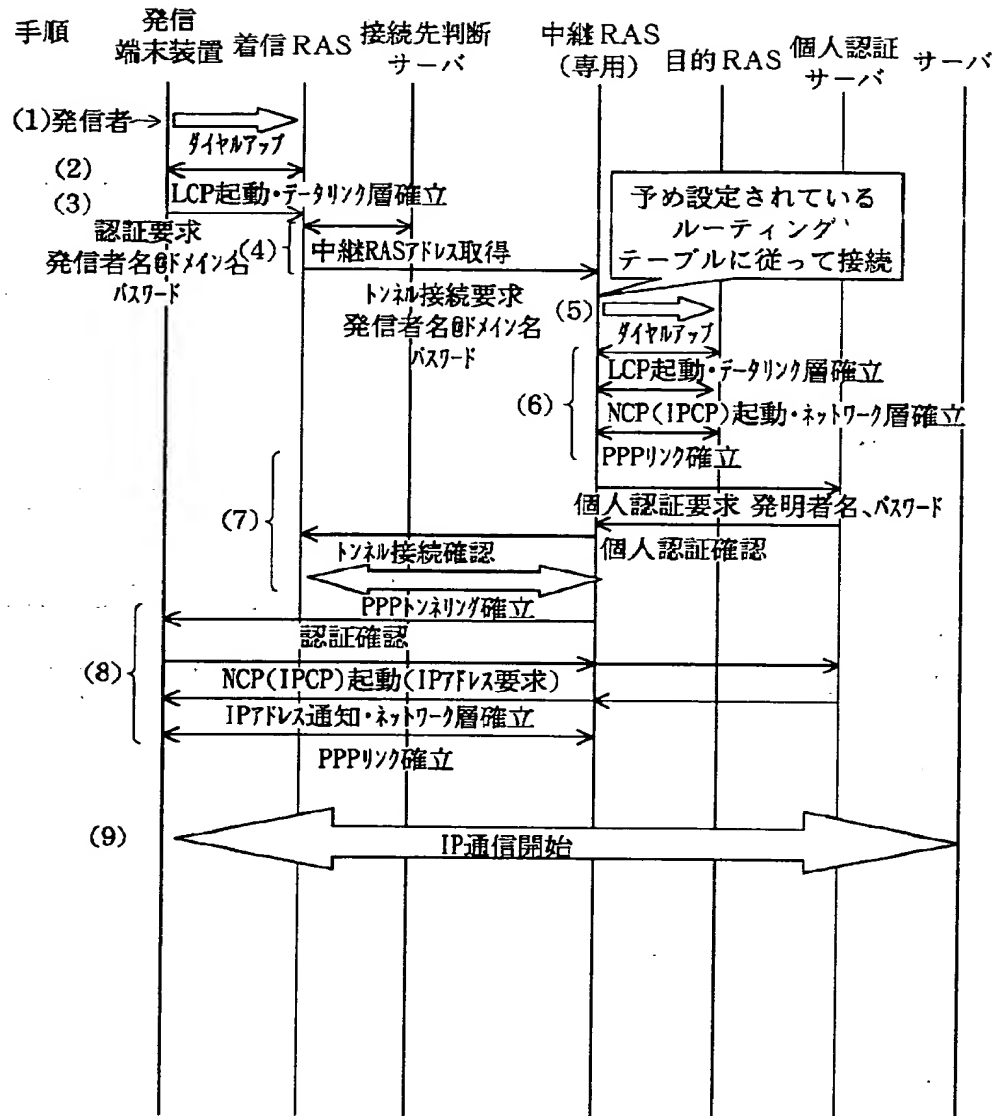 手順
発信
端末装置
着信RAS
接続先判断
サーバ
中継RAS
(専用)
目的RAS
個人認証
サーバ
サーバ
(1)発信者
ダイヤルアップ
(2)
LCP起動・データリンク層確立
(3)
認証要求
発信者名@ドメイン名
パスワード
(4)
中継RASアドレス取得
トンネル接続要求
発信者名@ドメイン名
パスワード
予め設定されている
ルーティング
テーブルに従って接続
(5)
ダイヤルアップ
LCP起動・データリンク層確立
(6)
NCP(IPCP)起動・ネットワーク層確立
PPPリンク確立
個人認証要求 発明者名、パスワード
(7)
個人認証確認
トンネル接続確認
PPPトンネリング確立
認証確認
(8)
NCP(IPCP)起動(IPアドレス要求)
IPアドレス通知・ネットワーク層確立
PPPリンク確立
(9)
IP通信開始